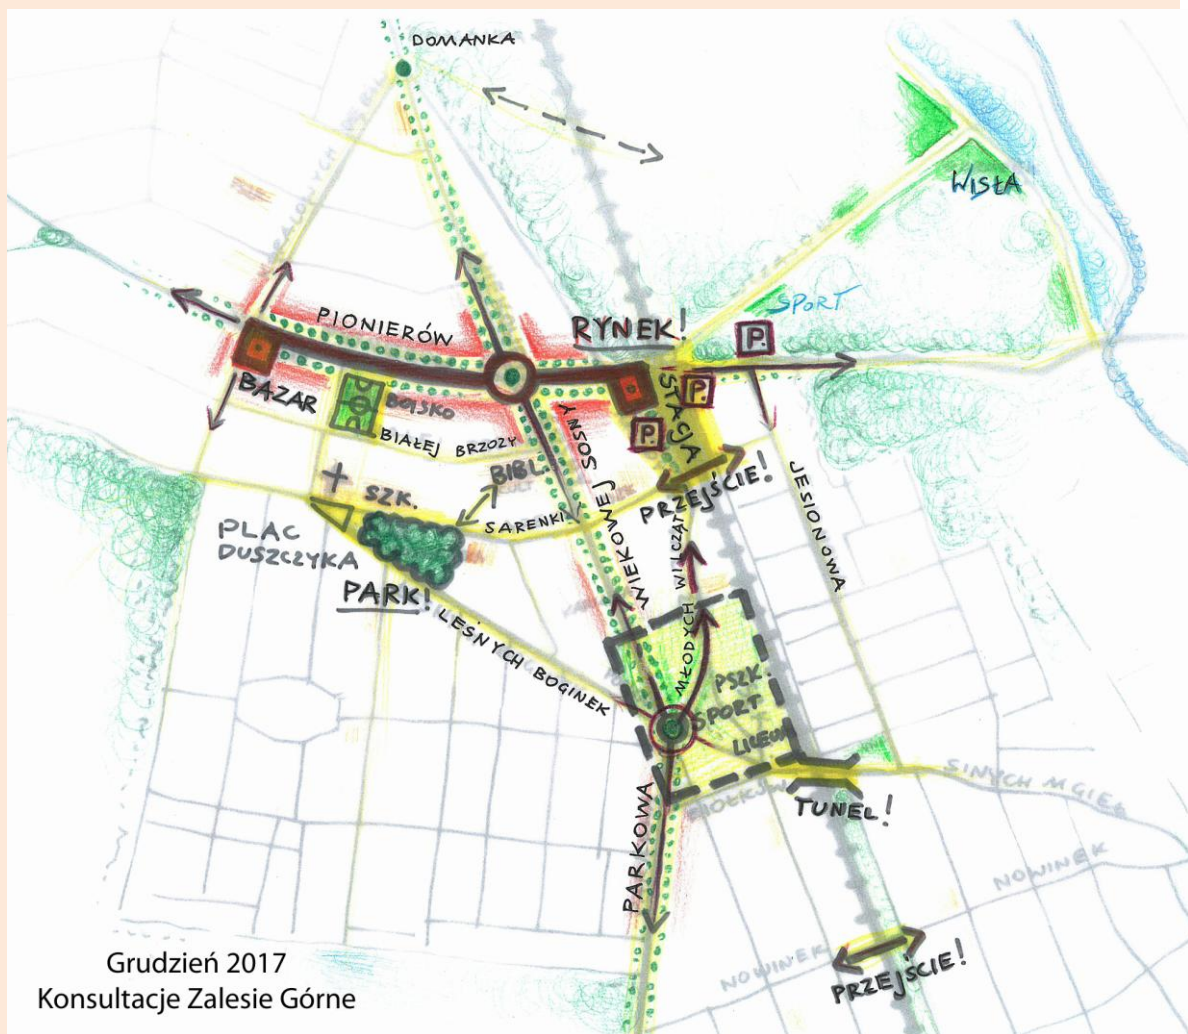 DOMANKA
WISŁA
SPORT
P.
PIONIERÓW
RYNEK!
STACJA
P.
P.
BAZAR
BOISKO
BIAŁEJ BRZOZY
BIBL.
SZK.
SARENKI
WIEKOWEJ SOSNY
PRZEJŚCIE!
JESIONOWA
PLAC
DUSZCZYKA
PARK!
LEŚNYCH BOGINEK
MŁODYCH WILCZĄT
PSZK.
SPORT
LICEUM
SINYCH MGIEŁ
TUNEL!
PARKOWA
NOWINEK
NOWINEK
PRZEJŚCIE!
Grudzień 2017
Konsultacje Zalesie Górne